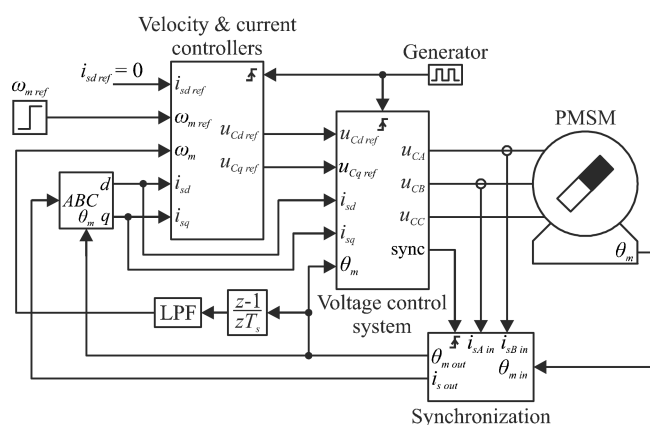 Velocity & current
controllers
Generator
i_sd ref = 0
ω_m ref
i_sd ref
ω_m ref
ω_m
i_sd
i_sq
u_Cd ref
u_Cq ref
u_Cd ref
u_Cq ref
i_sd
i_sq
θ_m
u_CA
u_CB
u_CC
sync
PMSM
θ_m
ABC
θ_m
d
q
LPF
z-1
zT_s
Voltage control
system
i_sA in
i_sB in
θ_m out
θ_m in
i_s out
Synchronization